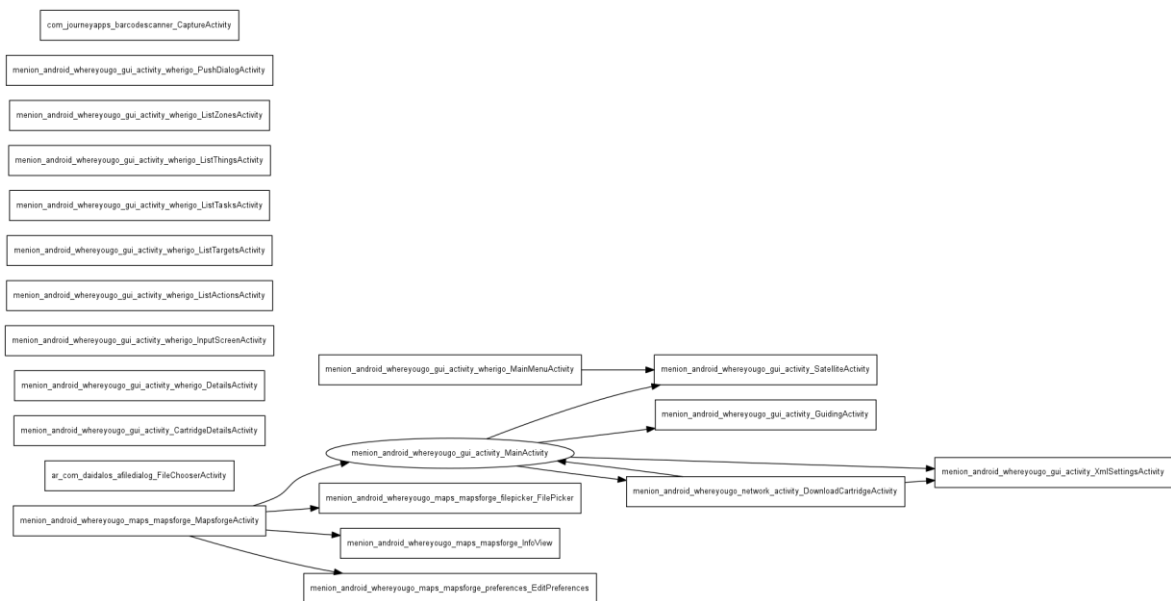 com_journeyapps_barcodescanner_CaptureActivity
menion_android_whereyougo_gui_activity_wherigo_PushDialogActivity
menion_android_whereyougo_gui_activity_wherigo_ListZonesActivity
menion_android_whereyougo_gui_activity_wherigo_ListThingsActivity
menion_android_whereyougo_gui_activity_wherigo_ListTasksActivity
menion_android_whereyougo_gui_activity_wherigo_ListTargetsActivity
menion_android_whereyougo_gui_activity_wherigo_ListActionsActivity
menion_android_whereyougo_gui_activity_wherigo_InputScreenActivity
menion_android_whereyougo_gui_activity_wherigo_DetailsActivity
menion_android_whereyougo_gui_activity_CartridgeDetailsActivity
ar_com_daidalos_afiledialog_FileChooserActivity
menion_android_whereyougo_maps_mapsforge_MapsforgeActivity
menion_android_whereyougo_gui_activity_wherigo_MainMenuActivity
menion_android_whereyougo_gui_activity_MainActivity
menion_android_whereyougo_maps_mapsforge_filepicker_FilePicker
menion_android_whereyougo_maps_mapsforge_InfoView
menion_android_whereyougo_maps_mapsforge_preferences_EditPreferences
menion_android_whereyougo_gui_activity_SatelliteActivity
menion_android_whereyougo_gui_activity_GuidingActivity
menion_android_whereyougo_network_activity_DownloadCartridgeActivity
menion_android_whereyougo_gui_activity_XmlSettingsActivity